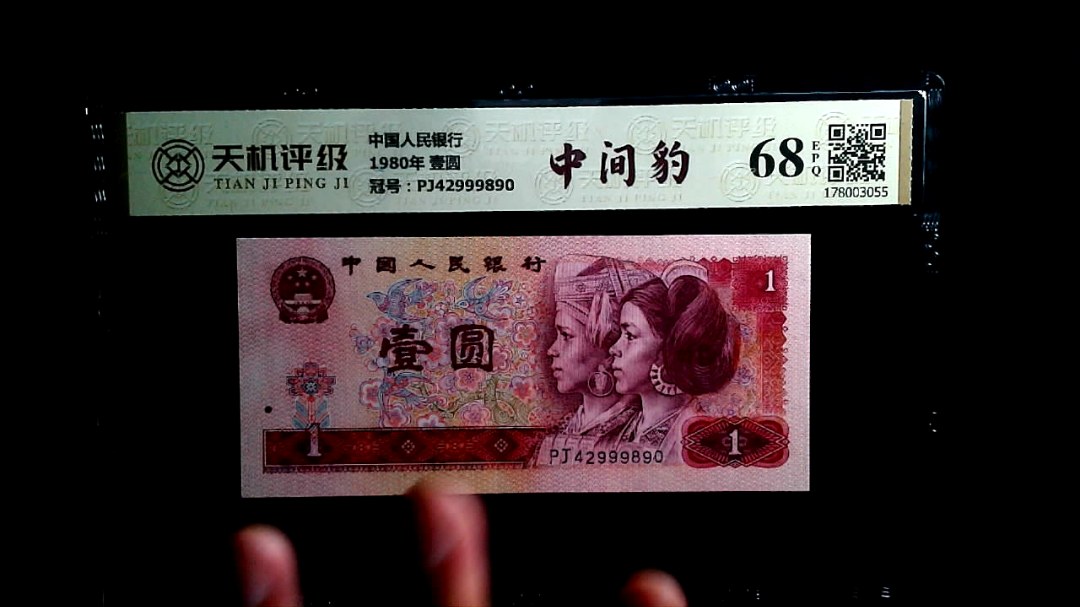 天机评级
TIAN JI PING JI
中国人民银行
1980年 壹圆
冠号：PJ42999890
中间豹
68
EPQ
178003055
中國人民銀行
1
壹圆
1
PJ42999890
1